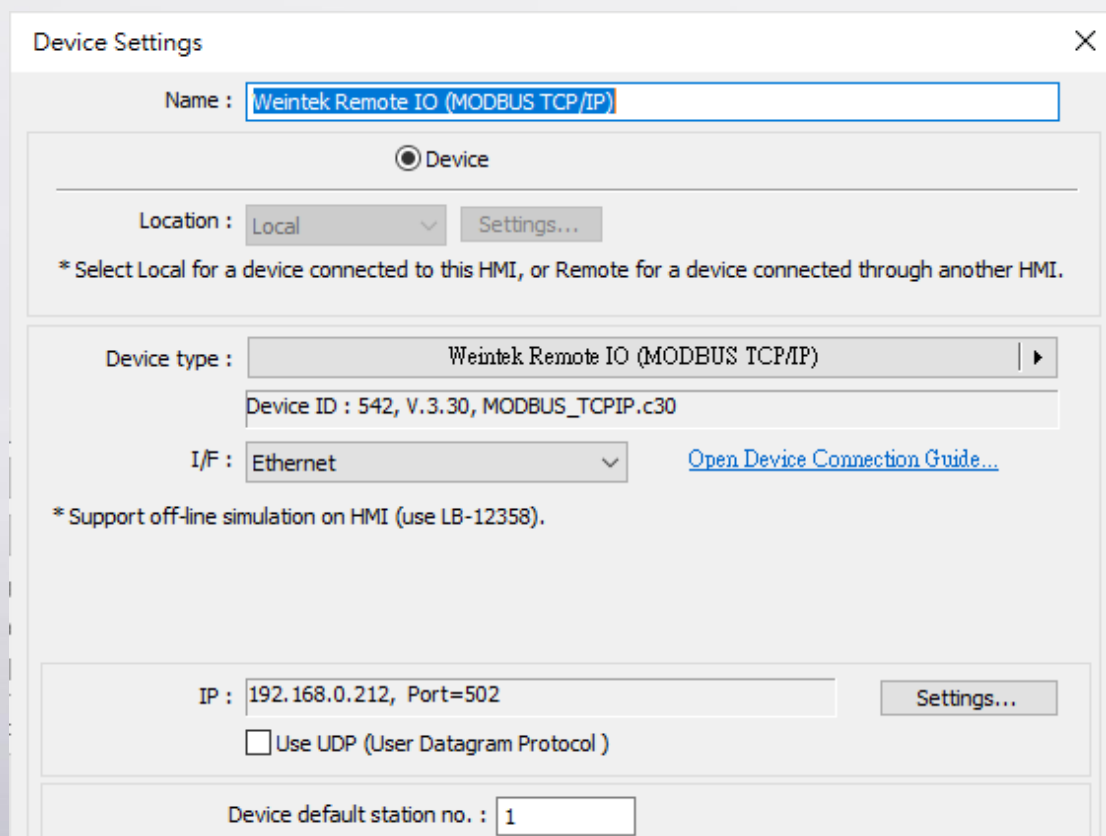 Device Settings
Name : Weintek Remote IO (MODBUS TCP/IP)
Device
Location : Local Settings...
* Select Local for a device connected to this HMI, or Remote for a device connected through another HMI.
Device type : Weintek Remote IO (MODBUS TCP/IP)
Device ID : 542, V.3.30, MODBUS_TCPIP.c30
I/F : Ethernet Open Device Connection Guide...
* Support off-line simulation on HMI (use LB-12358).
IP : 192.168.0.212, Port=502 Settings...
Use UDP (User Datagram Protocol )
Device default station no. : 1